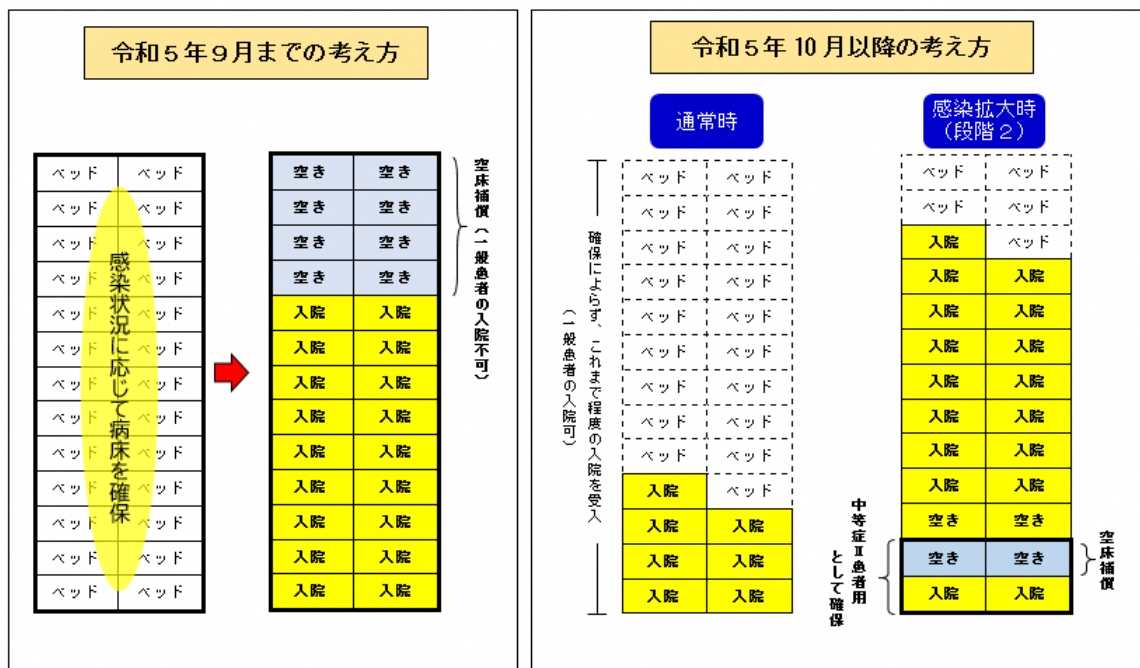 令和5年9月までの考え方
ベッド ベッド
ベッド ベッド
ベッド ベッド
ベッド ベッド
ベッド ベッド
ベッド ベッド
ベッド ベッド
ベッド ベッド
ベッド ベッド
ベッド ベッド
ベッド ベッド
ベッド ベッド
ベッド ベッド
感染状況に応じて病床を確保
空き 空き
空き 空き
空き 空き
空き 空き
入院 入院
入院 入院
入院 入院
入院 入院
入院 入院
入院 入院
入院 入院
入院 入院
入院 入院
空床補償(一般患者の入院不可)
令和5年10月以降の考え方
通常時
確保によらず、これまで程度の入院を受入
(一般患者の入院可)
ベッド ベッド
ベッド ベッド
ベッド ベッド
ベッド ベッド
ベッド ベッド
ベッド ベッド
ベッド ベッド
ベッド ベッド
ベッド ベッド
入院 ベッド
入院 入院
入院 入院
入院 入院
感染拡大時
(段階2)
ベッド ベッド
ベッド ベッド
入院 ベッド
入院 入院
入院 入院
入院 入院
入院 入院
入院 入院
入院 入院
入院 入院
空き 空き
空き 空き
入院 入院
中等症Ⅱ患者用
として確保
空床補償